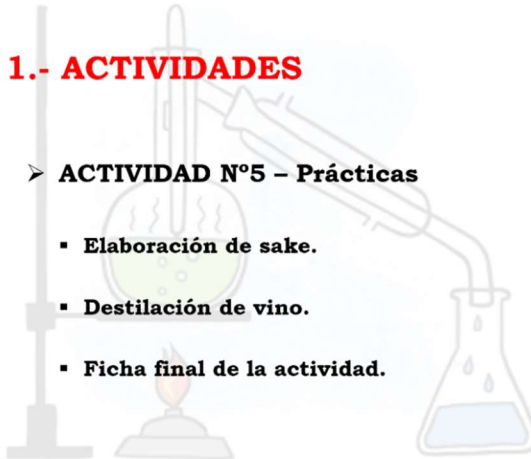 1.- ACTIVIDADES
➢ ACTIVIDAD Nº5 – Prácticas
▪ Elaboración de sake.
▪ Destilación de vino.
▪ Ficha final de la actividad.